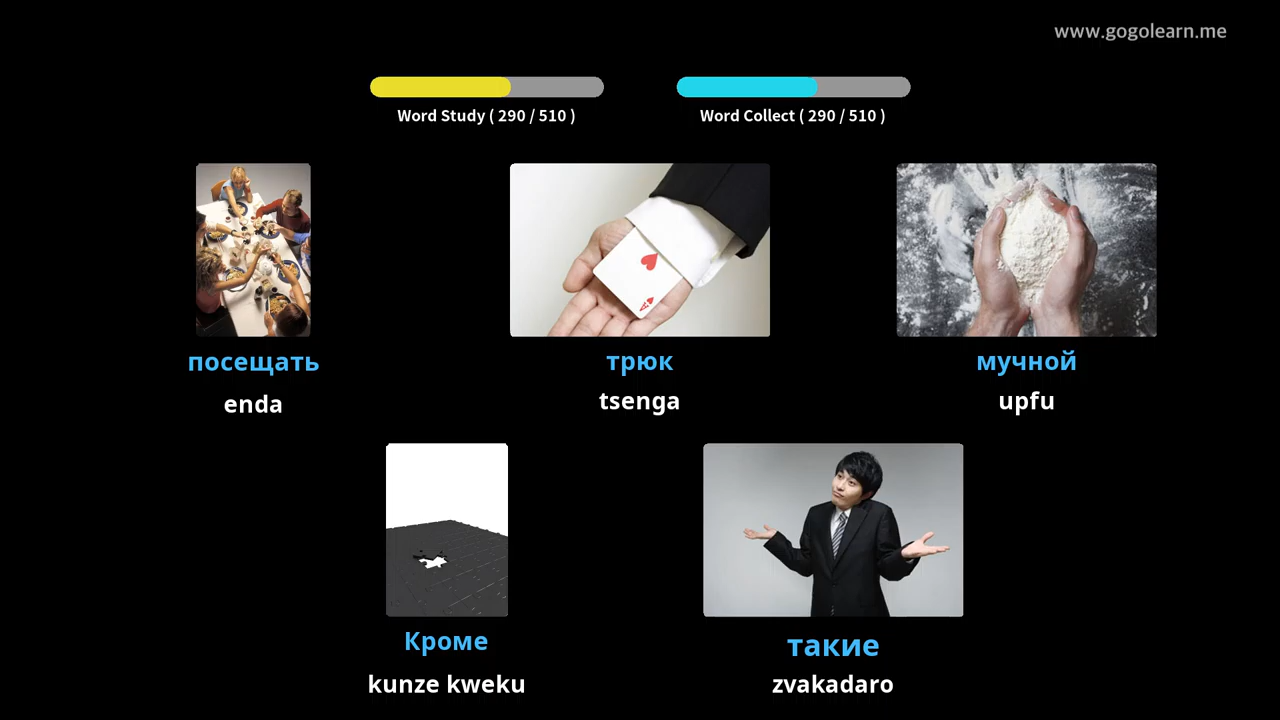 www.gogolearn.me
Word Study ( 290 / 510 )
Word Collect ( 290 / 510 )
посещать
enda
трюк
tsenga
мучной
upfu
Кроме
kunze kweku
такие
zvakadaro